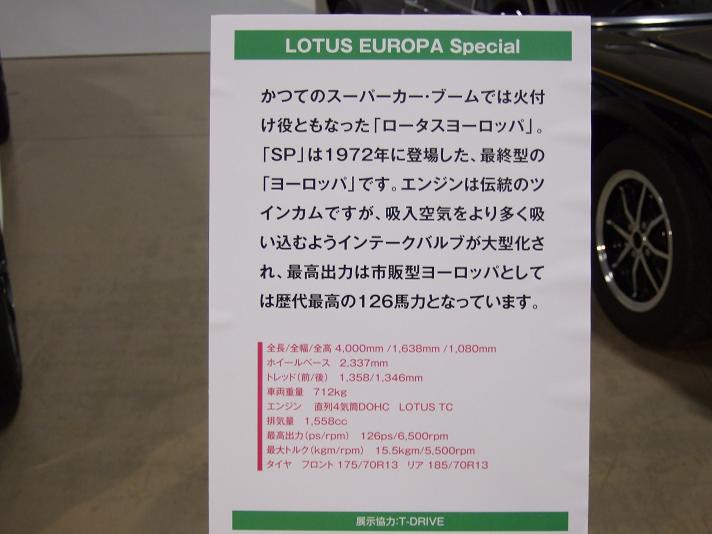 LOTUS EUROPA Special
かつてのスーパーカー・ブームでは火付
け役ともなった「ロータスヨーロッパ」。
「SP」は1972年に登場した、最終型の
「ヨーロッパ」です。エンジンは伝統のツ
インカムですが、吸入空気をより多く吸
い込むようインテークバルブが大型化さ
れ、最高出力は市販型ヨーロッパとして
は歴代最高の126馬力となっています。
全長/全幅/全高 4,000mm /1,638mm /1,080mm
ホイールベース 2,337mm
トレッド(前/後) 1,358/1,346mm
車両重量 712kg
エンジン 直列4気筒DOHC LOTUS TC
排気量 1,558cc
最高出力(ps/rpm) 126ps/6,500rpm
最大トルク(kgm/rpm) 15.5kgm/5,500rpm
タイヤ フロント 175/70R13 リア 185/70R13
展示協力:T-DRIVE